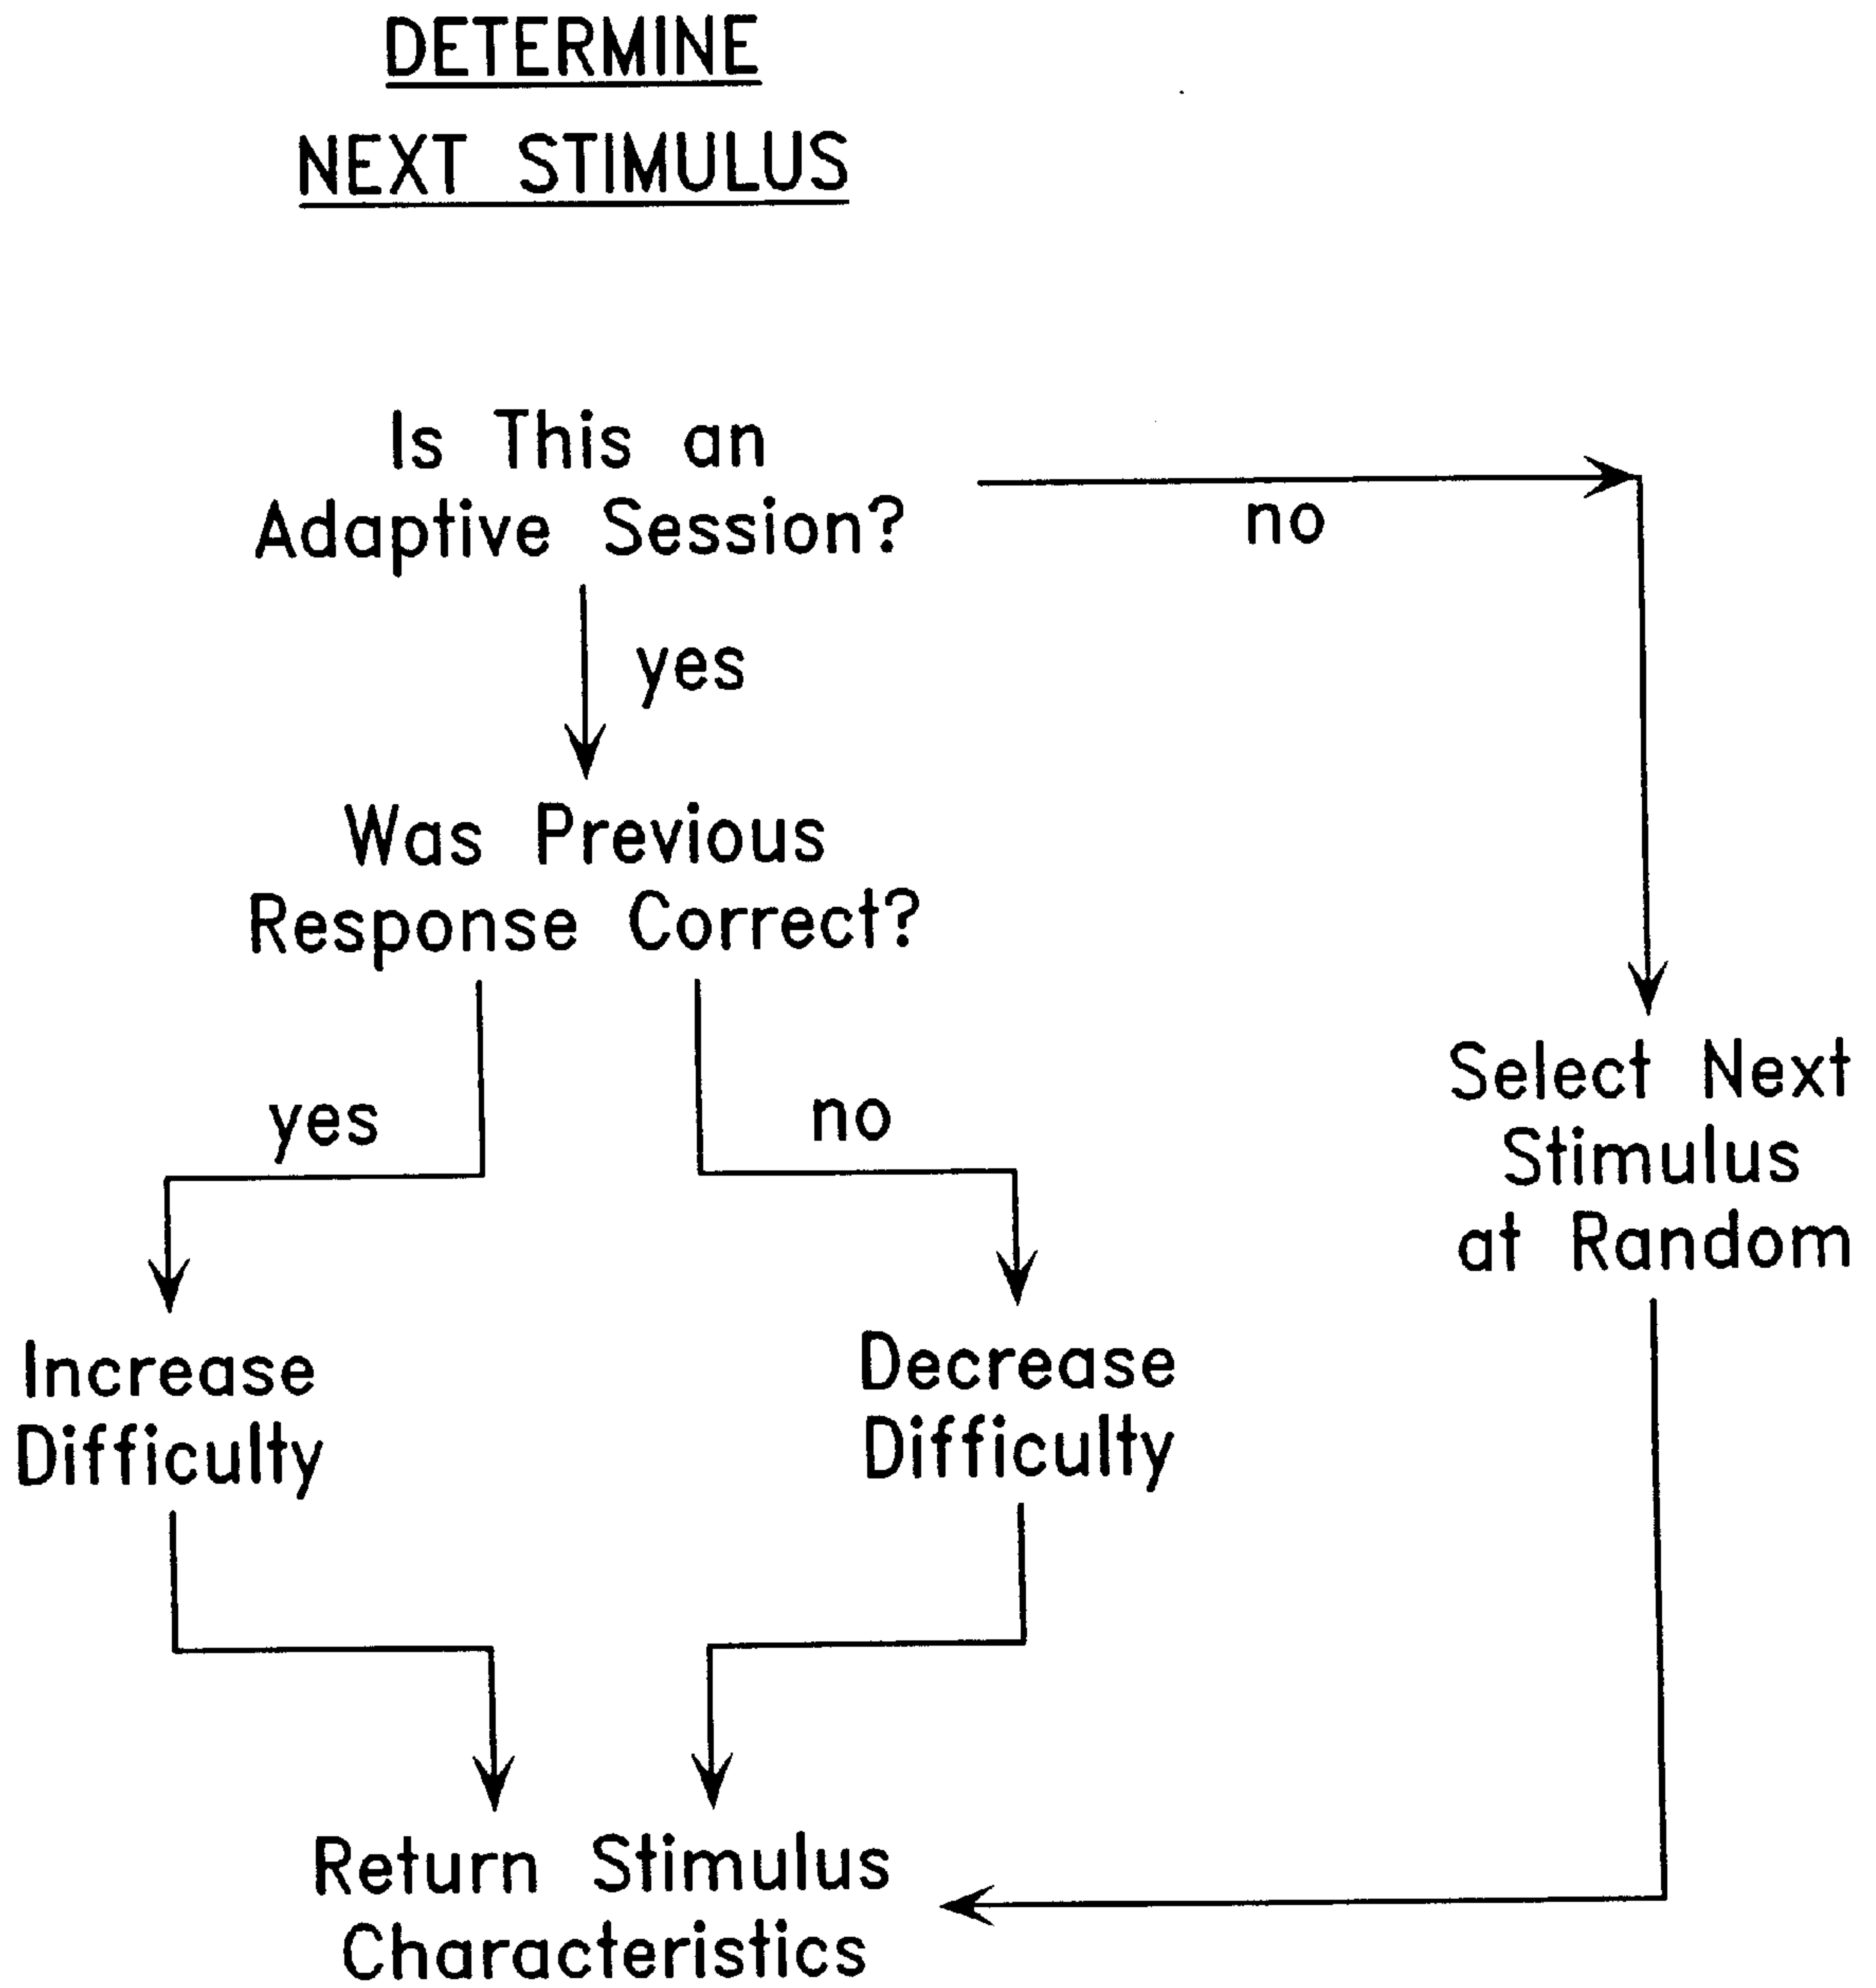 DETERMINE
NEXT STIMULUS
Is This an
Adaptive Session?
no
yes
Was Previous
Response Correct?
yes
no
Select Next
Stimulus
at Random
Increase
Difficulty
Decrease
Difficulty
Return Stimulus
Characteristics